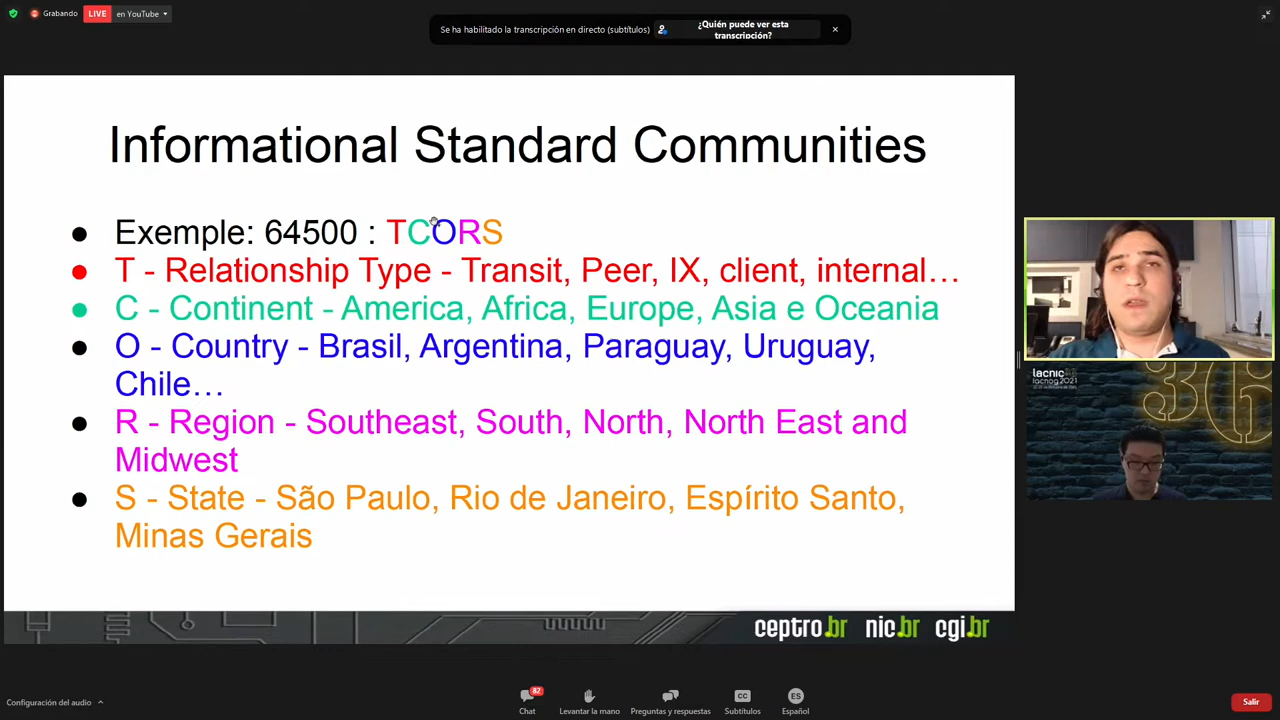 Grabando LIVE en YouTube
Se ha habilitado la transcripción en directo (subtítulos)
¿Quién puede ver esta
transcripción?
Informational Standard Communities
Exemple: 64500 : TCORS
T - Relationship Type - Transit, Peer, IX, client, internal…
C - Continent - America, Africa, Europe, Asia e Oceania
O - Country - Brasil, Argentina, Paraguay, Uruguay,
Chile…
R - Region - Southeast, South, North, North East and
Midwest
S - State - São Paulo, Rio de Janeiro, Espírito Santo,
Minas Gerais
lacnic 36
lacnog 2021
ceptro.br nic.br cgi.br
Configuración del audio
82
CC
ES
Chat
Levantar la mano
Preguntas y respuestas
Subtítulos
Español
Salir